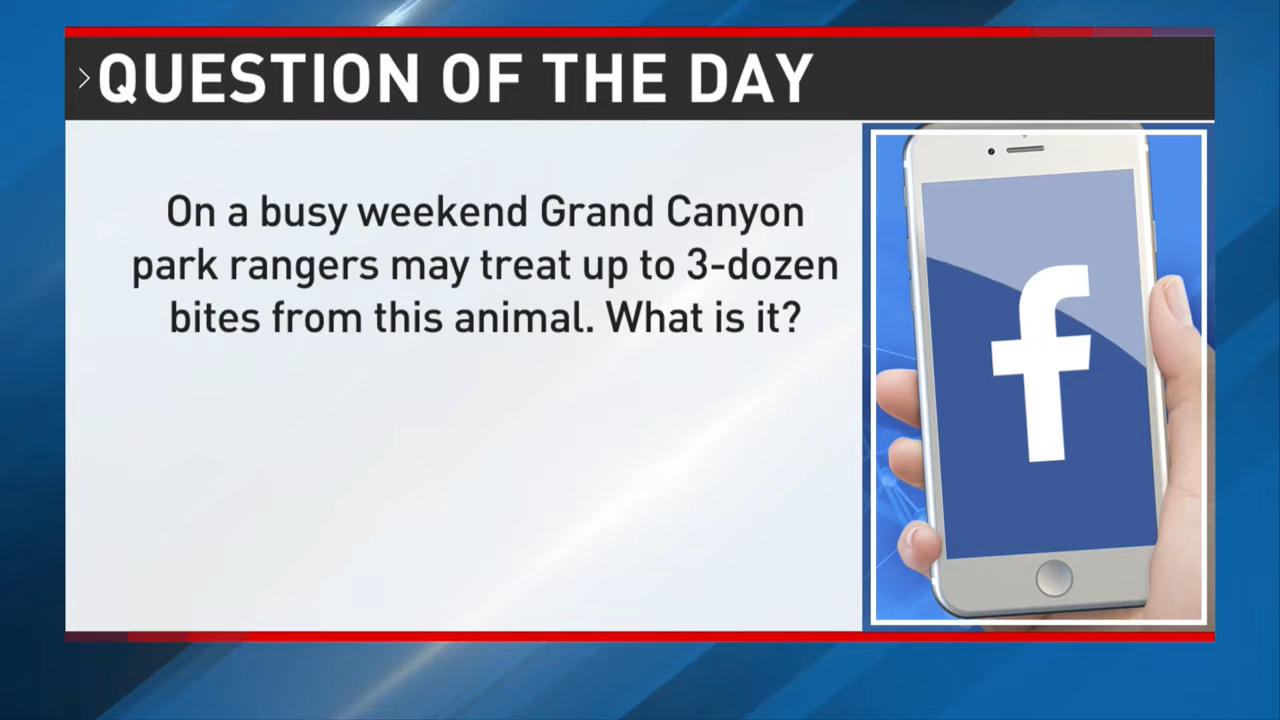 QUESTION OF THE DAY
On a busy weekend Grand Canyon
park rangers may treat up to 3-dozen
bites from this animal. What is it?
f